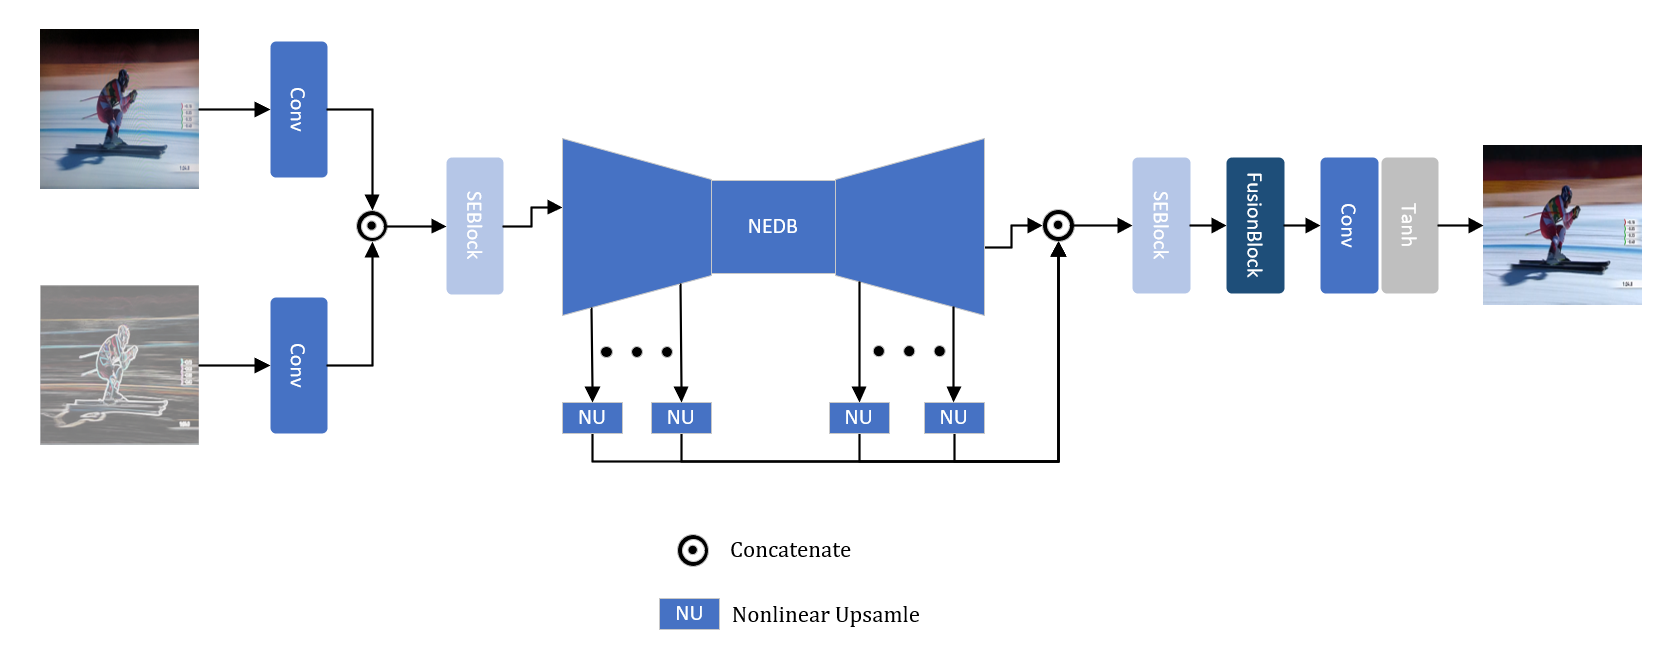 Conv
Conv
SEBlock
NEDB
NU
NU
NU
NU
SEBlock
FusionBlock
Conv
Tanh
Concatenate
NU
Nonlinear Upsamle